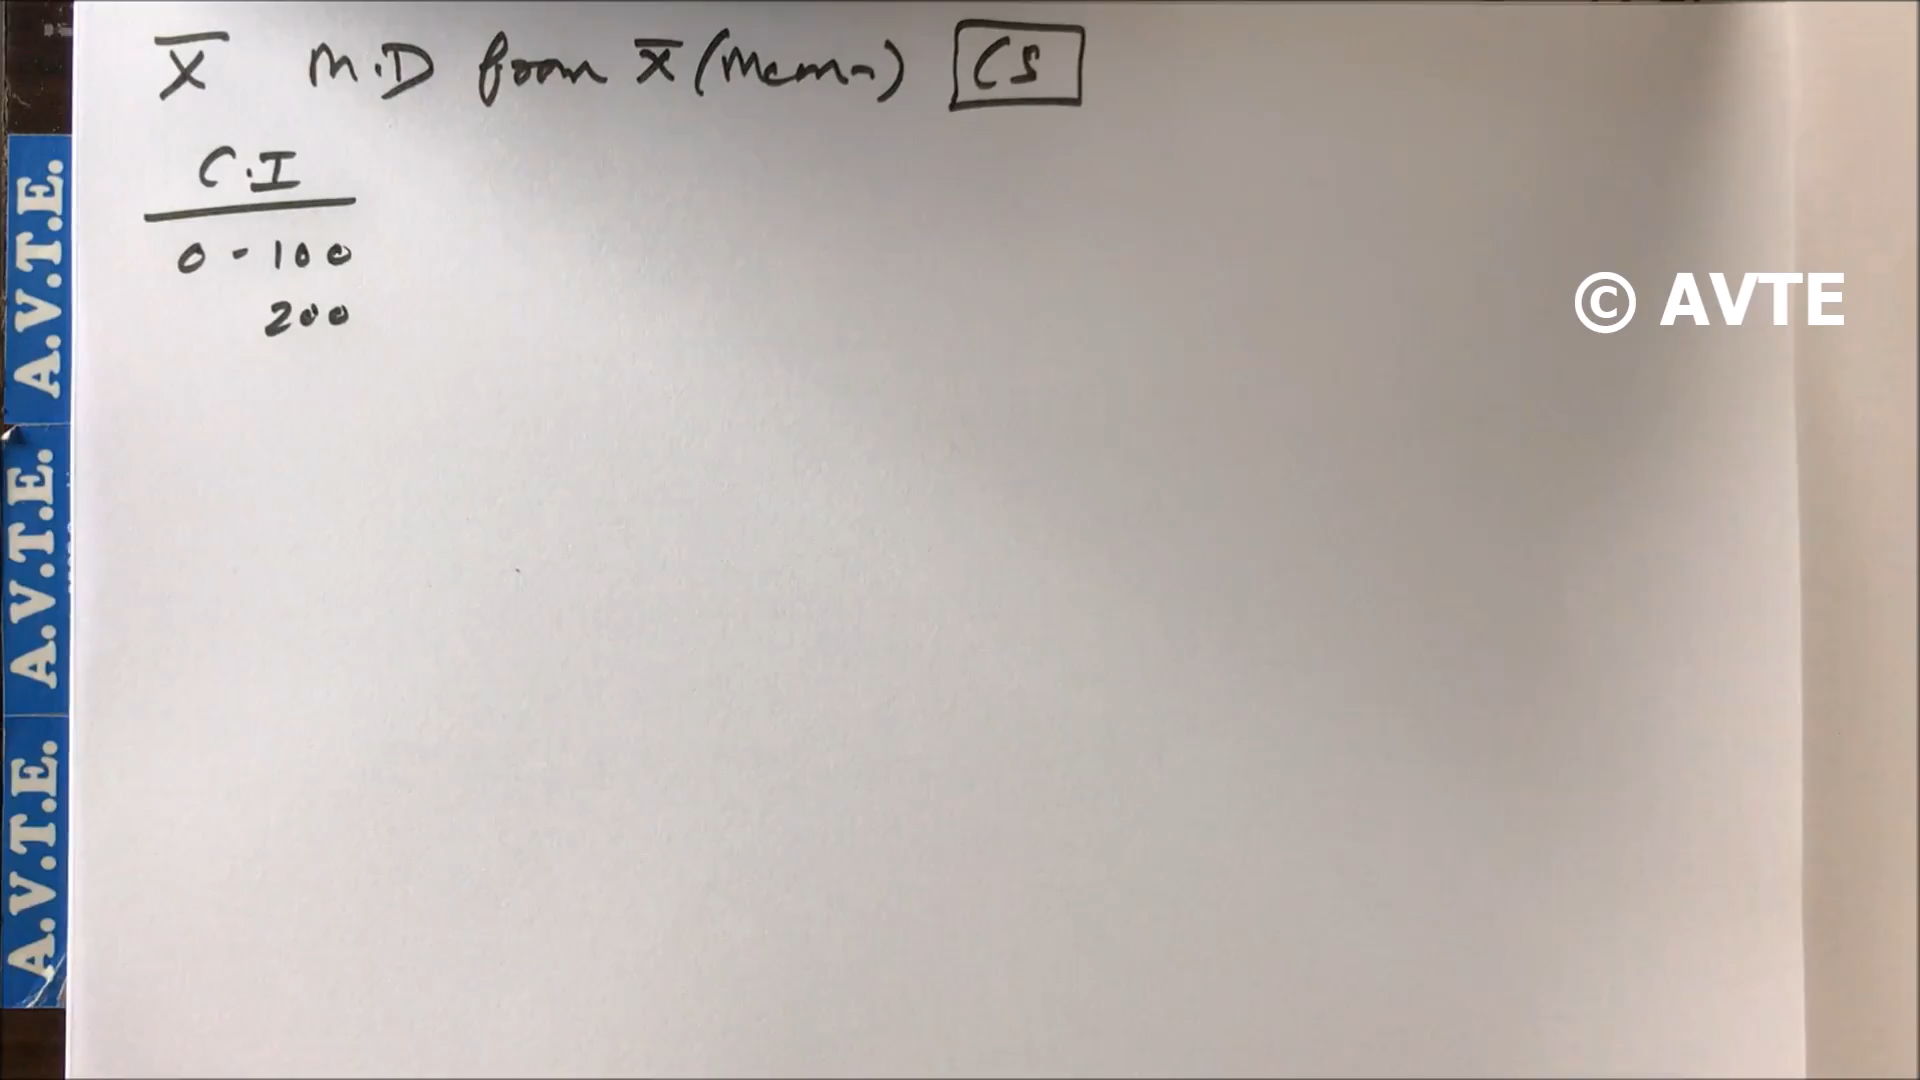 X̄ M.D from x̄ (Mean) CS
C.I
0 - 100
200
© AVTE
A.V.T.E.
A.V.T.E.
A.V.T.E.